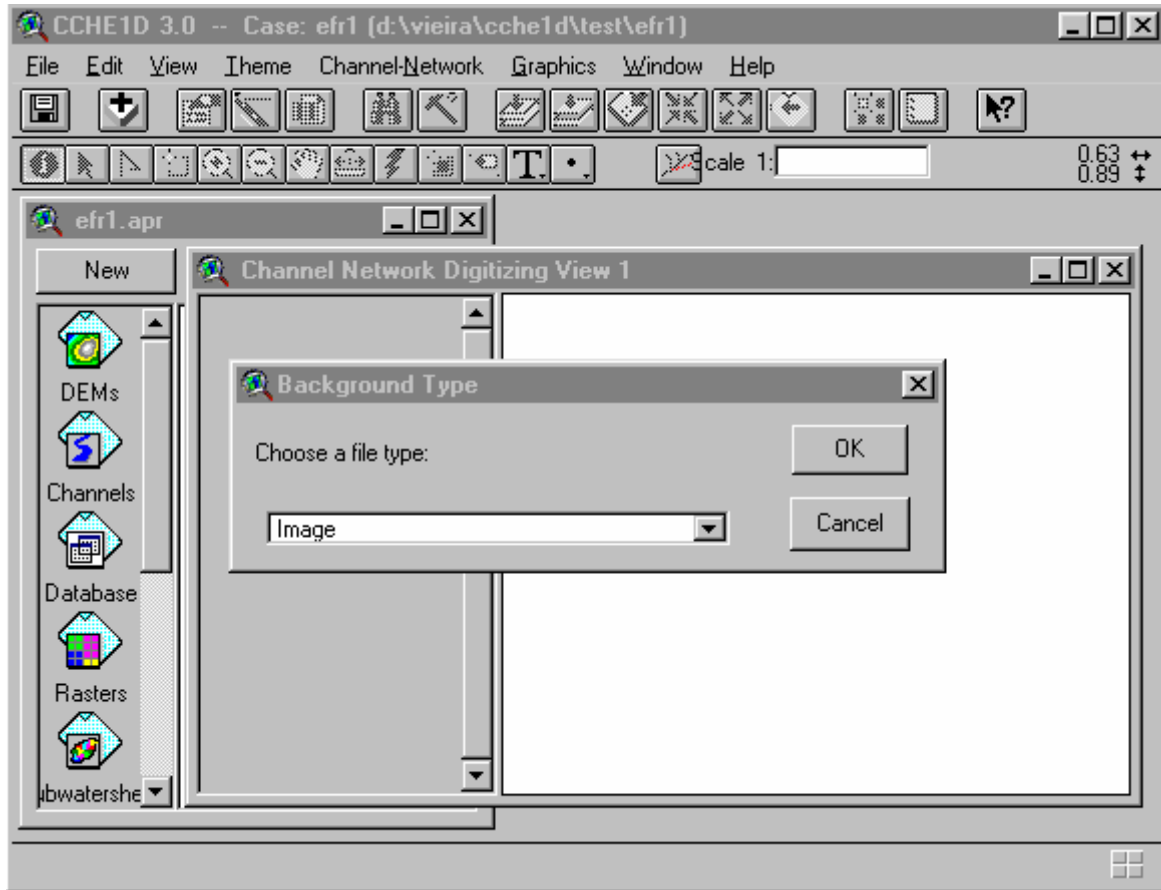 CCHE1D 3.0 -- Case: efr1 (d:\vieira\cche1d\test\efr1)
File Edit View Theme Channel-Network Graphics Window Help
T
?
cale 1:
0.63
0.89
efr1.apr
New
Channel Network Digitizing View 1
DEMs
Channels
Database
Rasters
ubwatershe
Background Type
Choose a file type:
OK
Image
Cancel